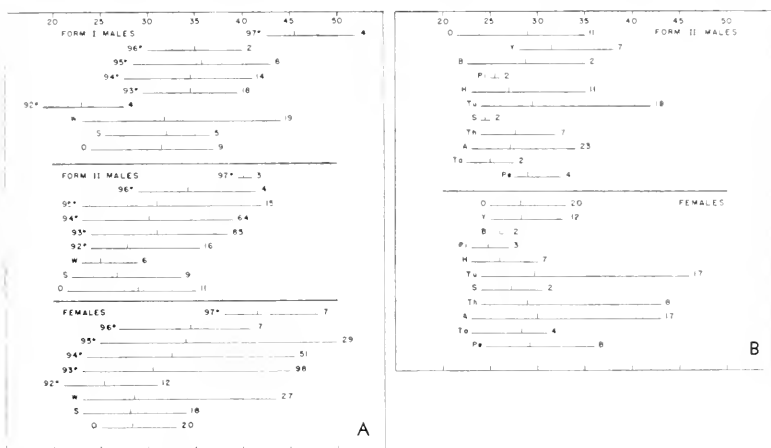 20 25 30 35 40 45 50
FORM I MALES 97° 4
96° 2
95° 6
94° 14
93° 18
92° 4
W 19
S 5
O 9
FORM II MALES 97° 3
96° 4
95° 15
94° 64
93° 83
92° 16
W 6
S 9
O 11
FEMALES 97° 7
96° 7
95° 29
94° 51
93° 98
92° 12
W 27
S 18
O 20
A
20 25 30 35 40 45 50
O 11 FORM II MALES
Y 7
B 2
2
H 11
Tu 18
S 2
Th 7
A 23
Ta 2
Pe 4
O 20 FEMALES
Y 12
B 2
3
H 7
Tu 17
S 2
Th 8
A 17
Ta 4
Pe 8
B